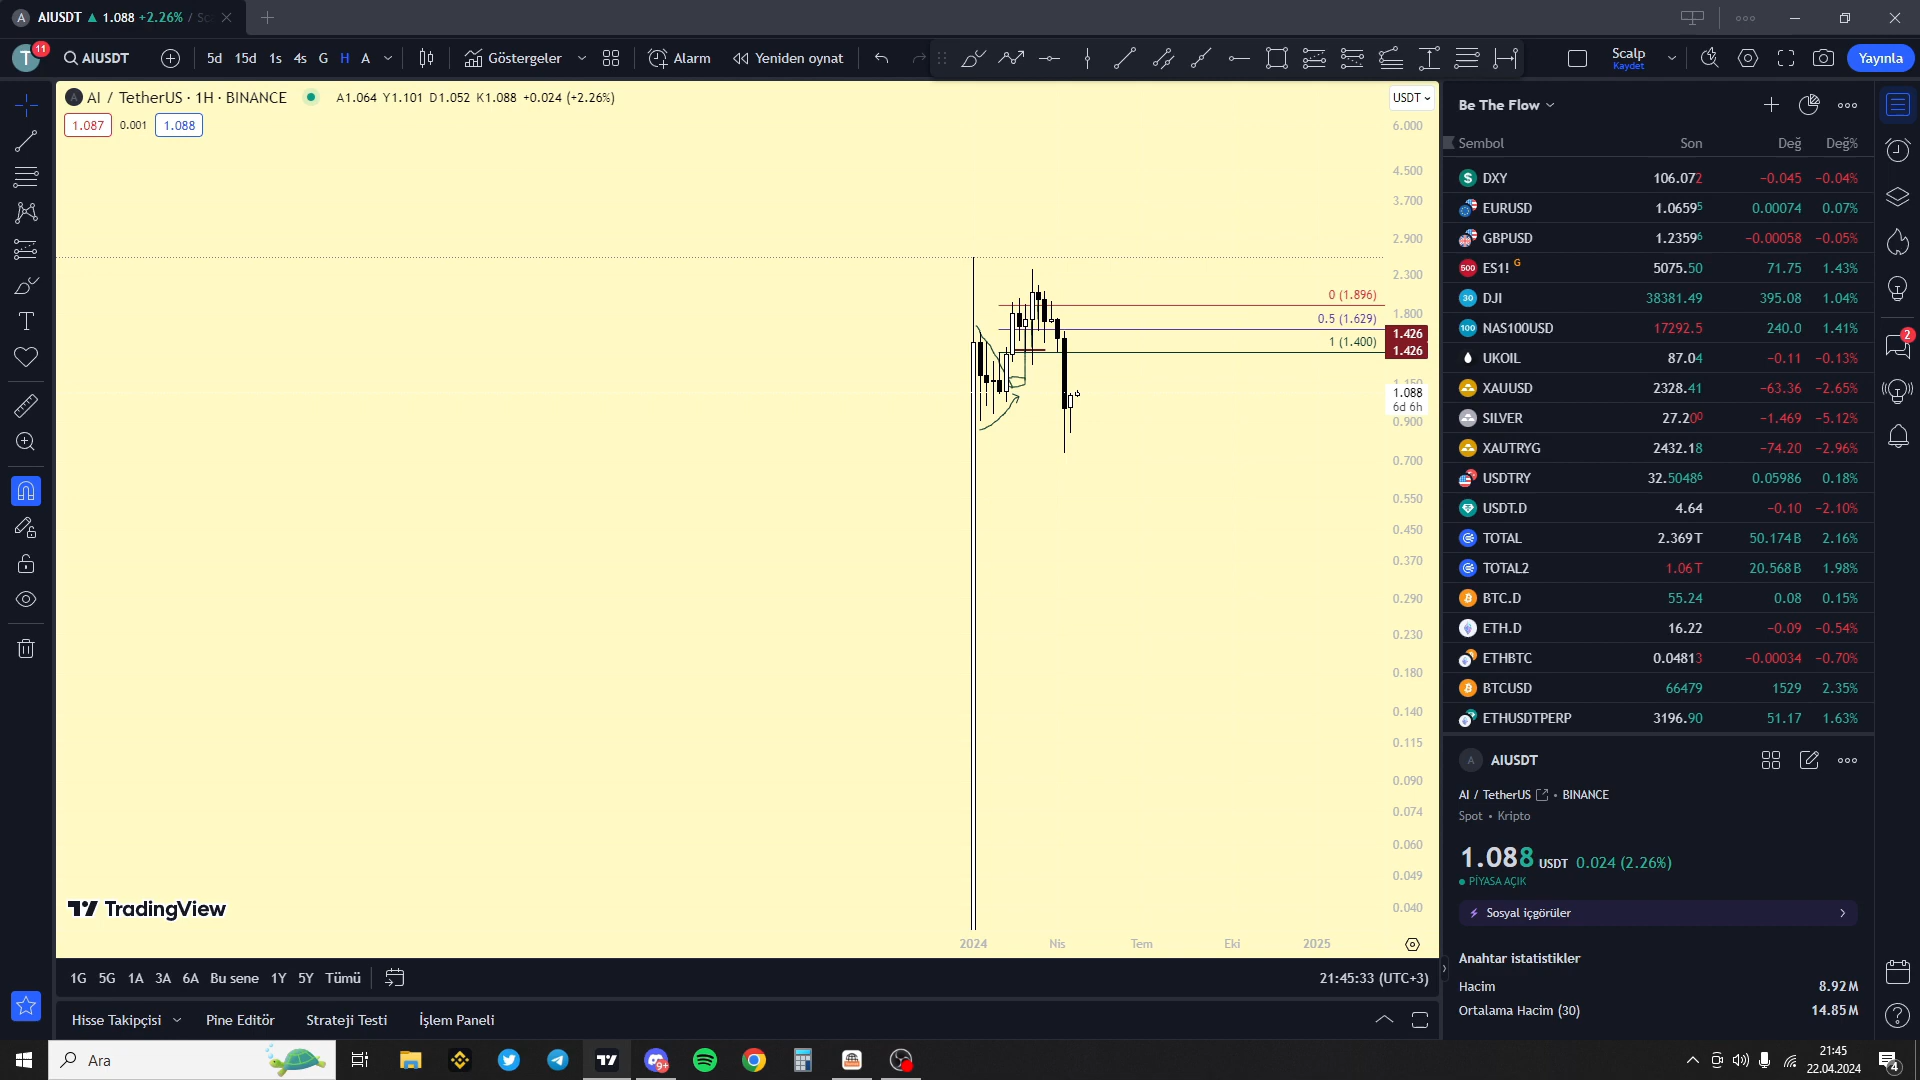 A AIUSDT ▲ 1.088 +2.26% / Sc
T 11 AIUSDT 5d 15d 1s 4s G H A Göstergeler Alarm Yeniden oynat Scalp Kaydet Yayınla
A AI / TetherUS · 1H · BINANCE A1.064 Y1.101 D1.052 K1.088 +0.024 (+2.26%)
1.087 0.001 1.088
USDT
6.000
4.500
3.700
2.900
2.300
0 (1.896)
1.800
0.5 (1.629)
1.426
1 (1.400)
1.426
1.150
1.088
6d 6h
0.900
0.700
0.550
0.450
0.370
0.290
0.230
0.180
0.140
0.115
0.090
0.074
0.060
0.049
0.040
TradingView
2024 Nis Tem Eki 2025
1G 5G 1A 3A 6A Bu sene 1Y 5Y Tümü 21:45:33 (UTC+3)
Hisse Takipçisi Pine Editör Strateji Testi İşlem Paneli
Be The Flow
Sembol Son Değ Değ%
DXY 106.072 −0.045 −0.04%
EURUSD 1.06595 0.00074 0.07%
GBPUSD 1.23596 −0.00058 −0.05%
500 ES1! G 5075.50 71.75 1.43%
30 DJI 38381.49 395.08 1.04%
100 NAS100USD 17292.5 240.0 1.41%
UKOIL 87.04 −0.11 −0.13%
XAUUSD 2328.41 −63.36 −2.65%
SILVER 27.200 −1.469 −5.12%
XAUTRYG 2432.18 −74.20 −2.96%
USDTRY 32.50486 0.05986 0.18%
USDT.D 4.64 −0.10 −2.10%
TOTAL 2.369T 50.174B 2.16%
TOTAL2 1.06T 20.568B 1.98%
BTC.D 55.24 0.08 0.15%
ETH.D 16.22 −0.09 −0.54%
ETHBTC 0.04813 −0.00034 −0.70%
BTCUSD 66479 1529 2.35%
ETHUSDTPERP 3196.90 51.17 1.63%
A AIUSDT
AI / TetherUS • BINANCE
Spot • Kripto
1.088 USDT 0.024 (2.26%)
PİYASA AÇIK
Sosyal içgörüler
Anahtar istatistikler
Hacim 8.92M
Ortalama Hacim (30) 14.85M
2
Ara
9+
21:45
22.04.2024
4